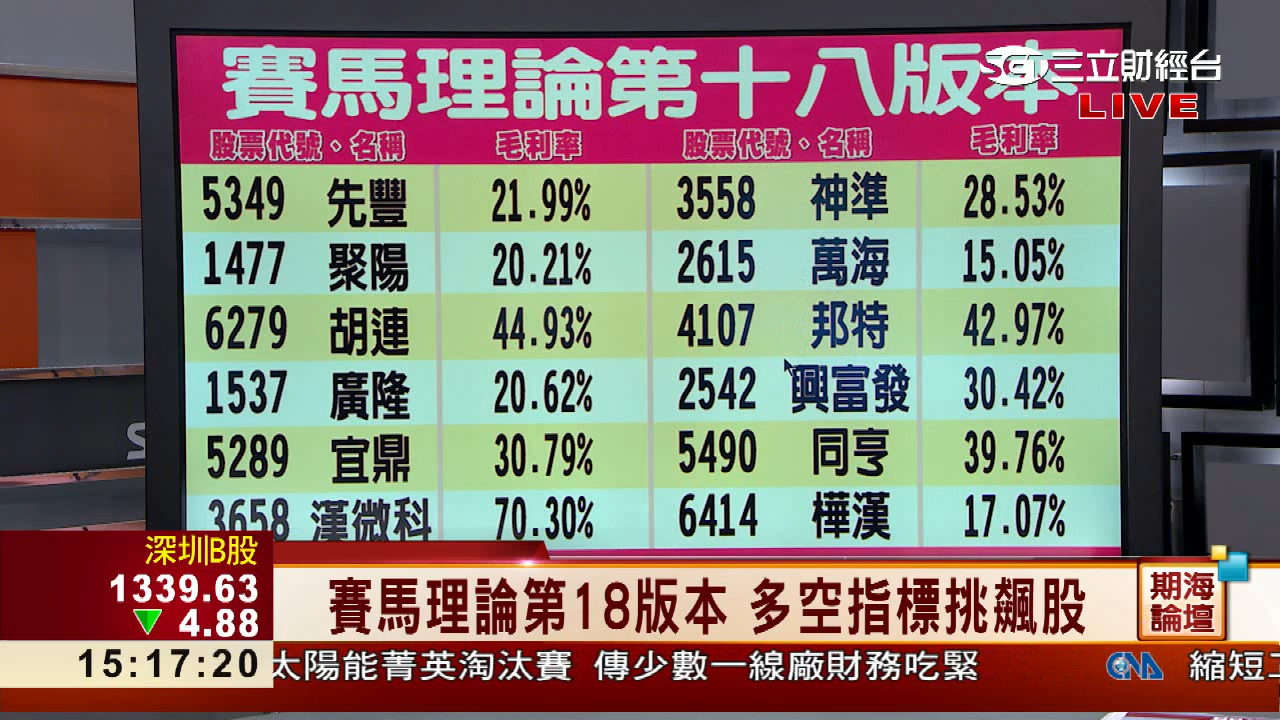 賽馬理論第十八版本
三立財經台
LIVE
股票代號、名稱 毛利率 股票代號、名稱 毛利率
5349 先豐 21.99% 3558 神準 28.53%
1477 聚陽 20.21% 2615 萬海 15.05%
6279 胡連 44.93% 4107 邦特 42.97%
1537 廣隆 20.62% 2542 興富發 30.42%
5289 宜鼎 30.79% 5490 同亨 39.76%
3658 漢微科 70.30% 6414 樺漢 17.07%
深圳B股
1339.63
▼ 4.88
賽馬理論第18版本 多空指標挑飆股
期海
論壇
15:17:20
太陽能菁英淘汰賽 傳少數一線廠財務吃緊 CNA 縮短工